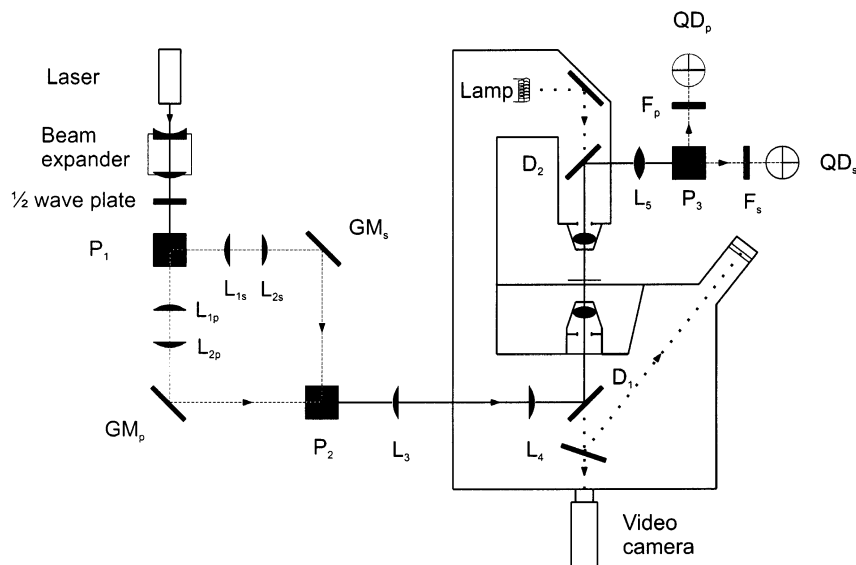 QDₚ
Laser
Lamp
Fₚ
Beam
expander
D₂
QDₛ
½ wave plate
L₅
P₃
Fₛ
GMₛ
P₁
L₁ₛ
L₂ₛ
L₁ₚ
L₂ₚ
D₁
GMₚ
P₂
L₃
L₄
Video
camera